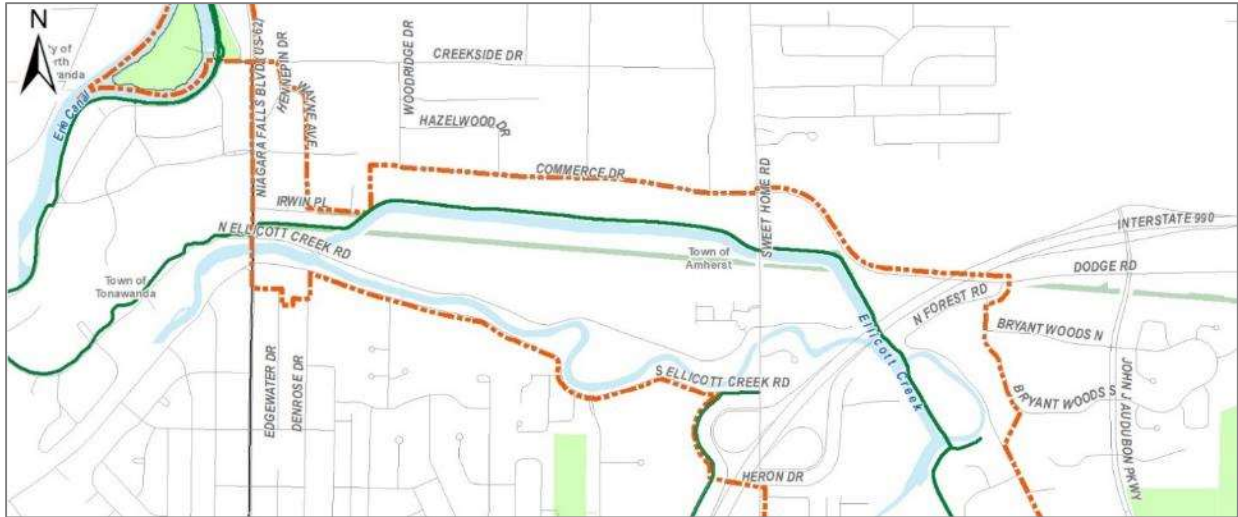 N
y of
rth
randa
Erie Canal
NIAGARA FALLS BLVD (US-62)
HENNEPIN DR
WAYNE AVE
WOODRIDGE DR
CREEKSIDE DR
HAZELWOOD DR
COMMERCE DR
SWEET HOME RD
IRWIN PL
N ELLICOTT CREEK RD
Town of
Tonawanda
Town of
Amherst
INTERSTATE 990
DODGE RD
N FOREST RD
BRYANT WOODS N
BRYANT WOODS S
JOHN J AUDUBON PKWY
Ellicott Creek
S ELLICOTT CREEK RD
EDGEWATER DR
DENROSE DR
HERON DR